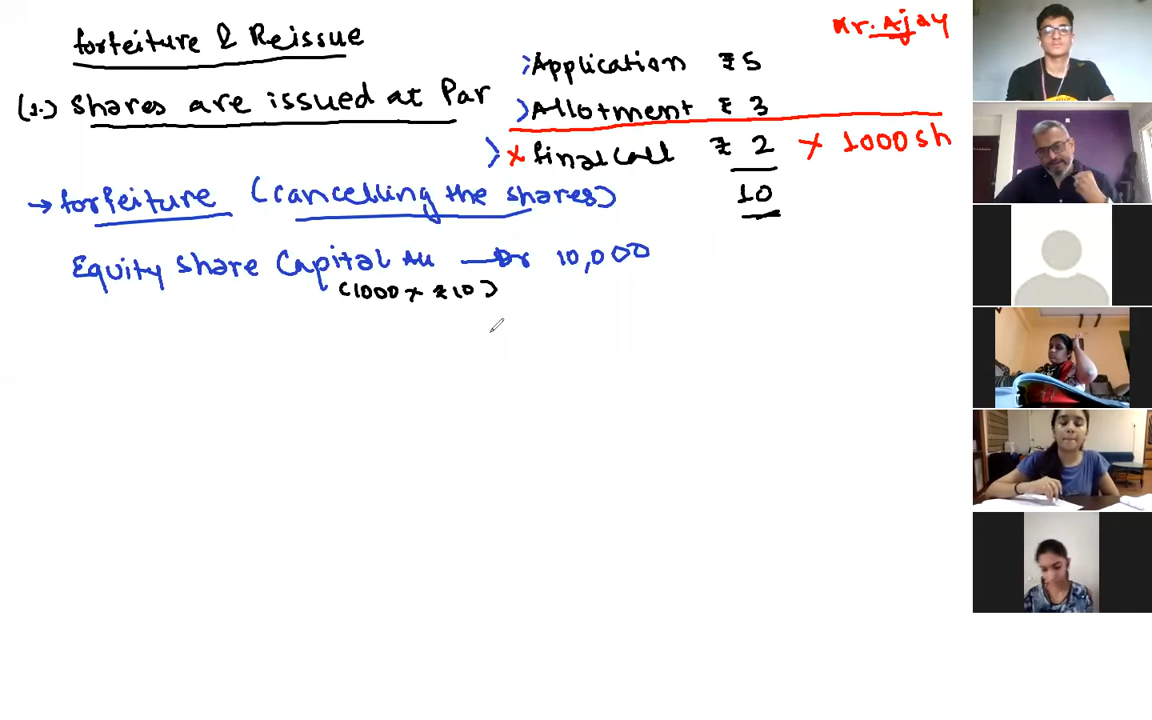 forfeiture & Reissue
Mr. Ajay
(1.) Shares are issued at Par
Application ₹5
Allotment ₹ 3
× final call ₹ 2 × 1000 sh
10
→ forfeiture (cancelling the shares)
Equity Share Capital A/c — Dr 10,000
(1000 × ₹10)